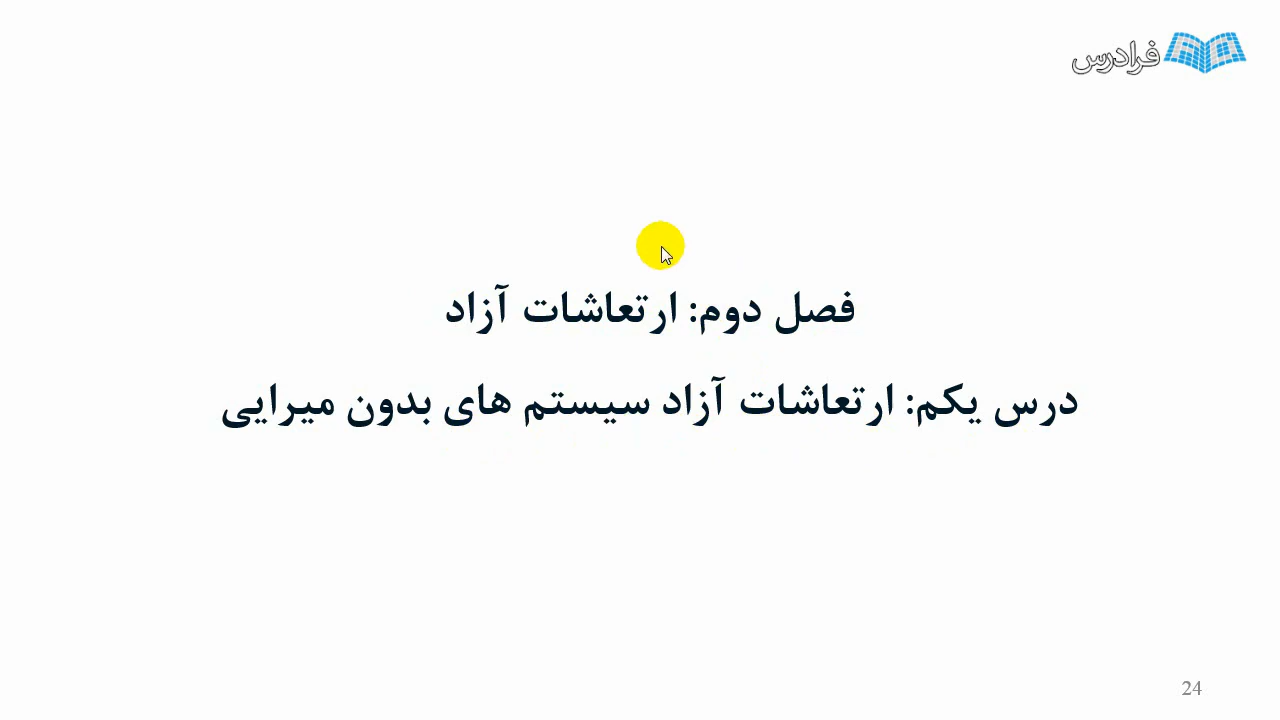 فرادرس
فصل دوم: ارتعاشات آزاد
درس یکم: ارتعاشات آزاد سیستم های بدون میرایی
24